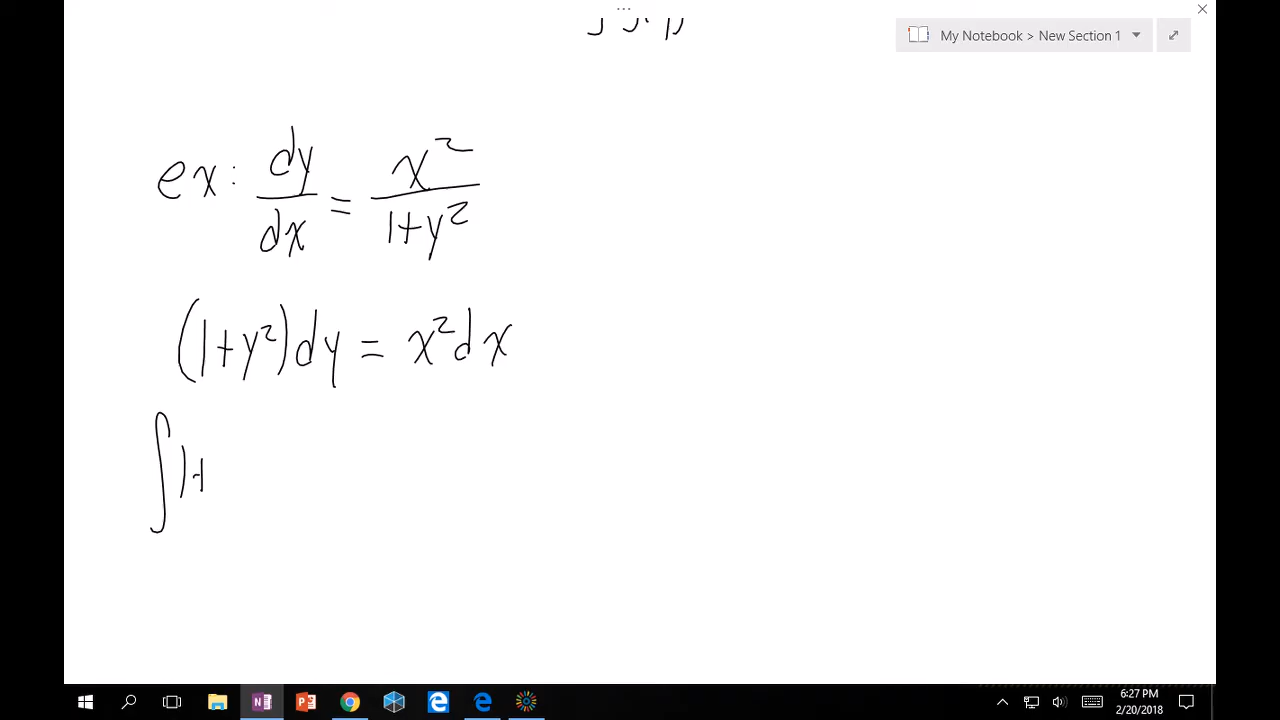 My Notebook > New Section 1
ex: dy/dx = x²/1+y²
(1+y²)dy = x²dx
∫1+
6:27 PM
2/20/2018